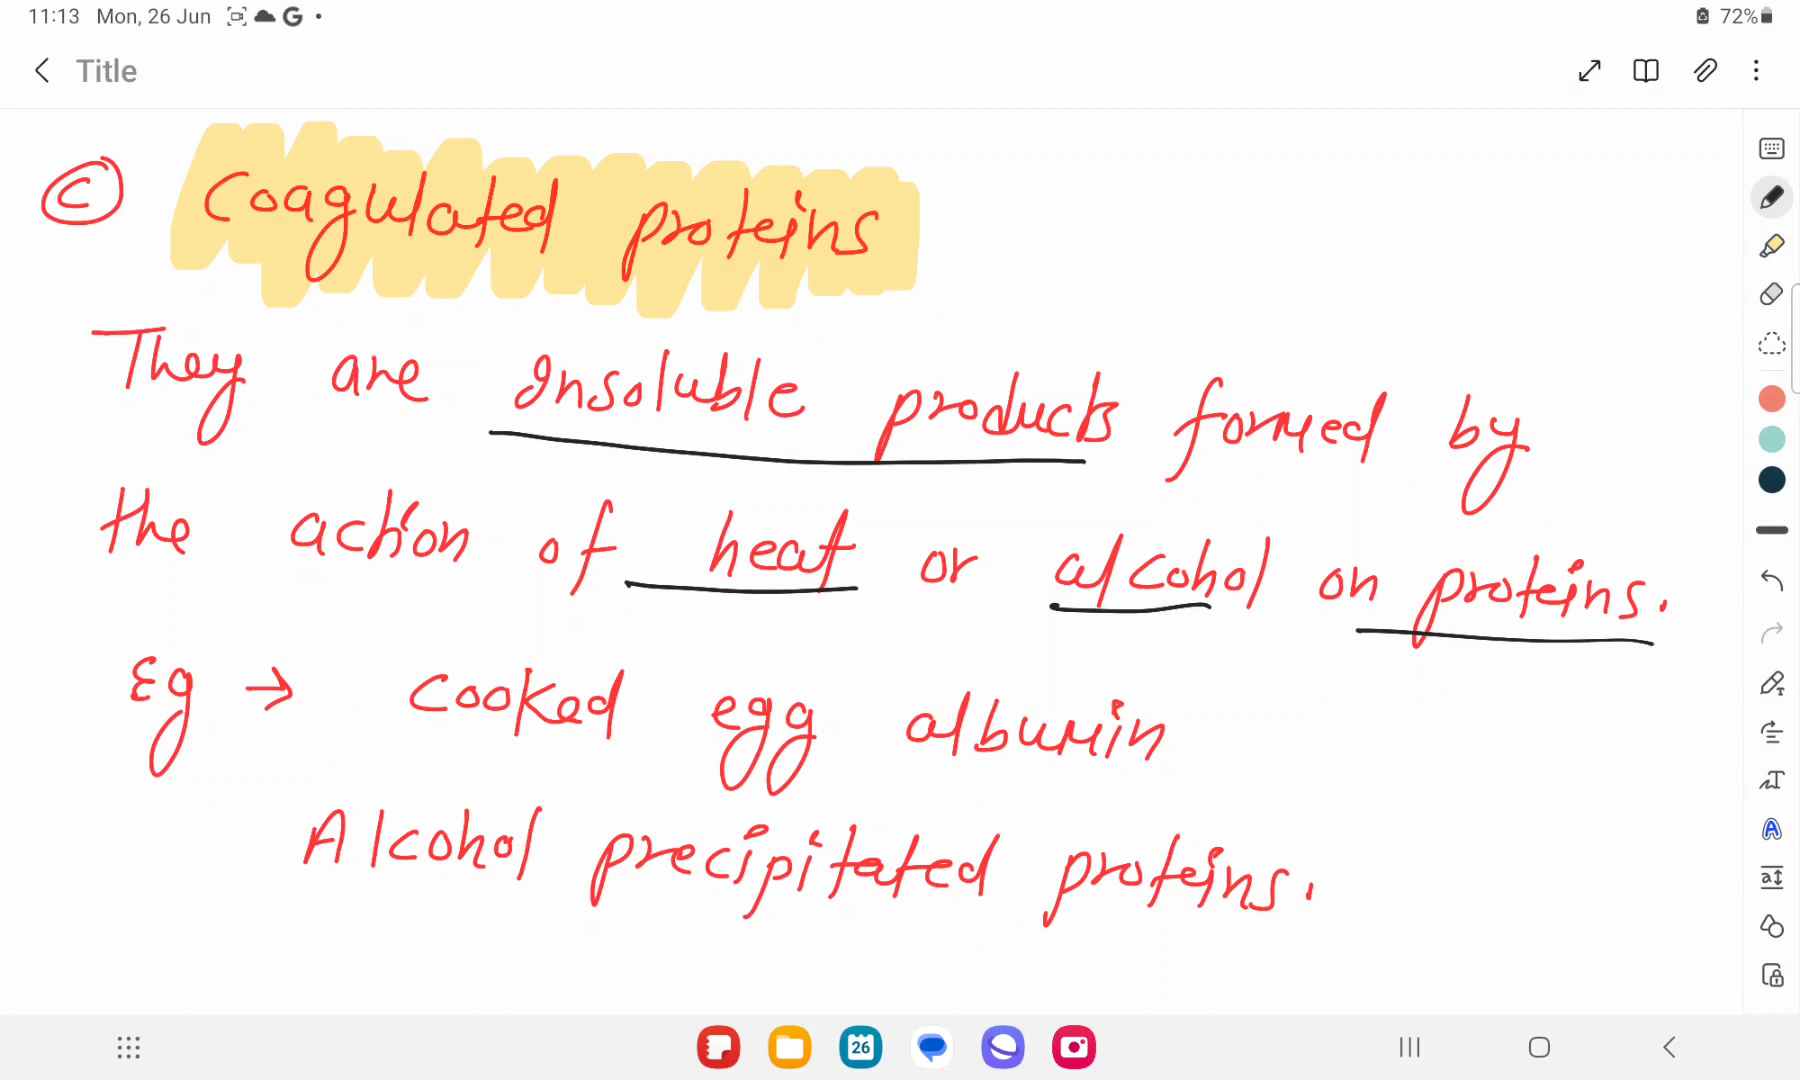 11:13 Mon, 26 Jun G 72%
Title
C Coagulated proteins
They are Insoluble products formed by
the action of heat or alcohol on proteins.
Eg → cooked egg albumin
Alcohol precipitated proteins.
26